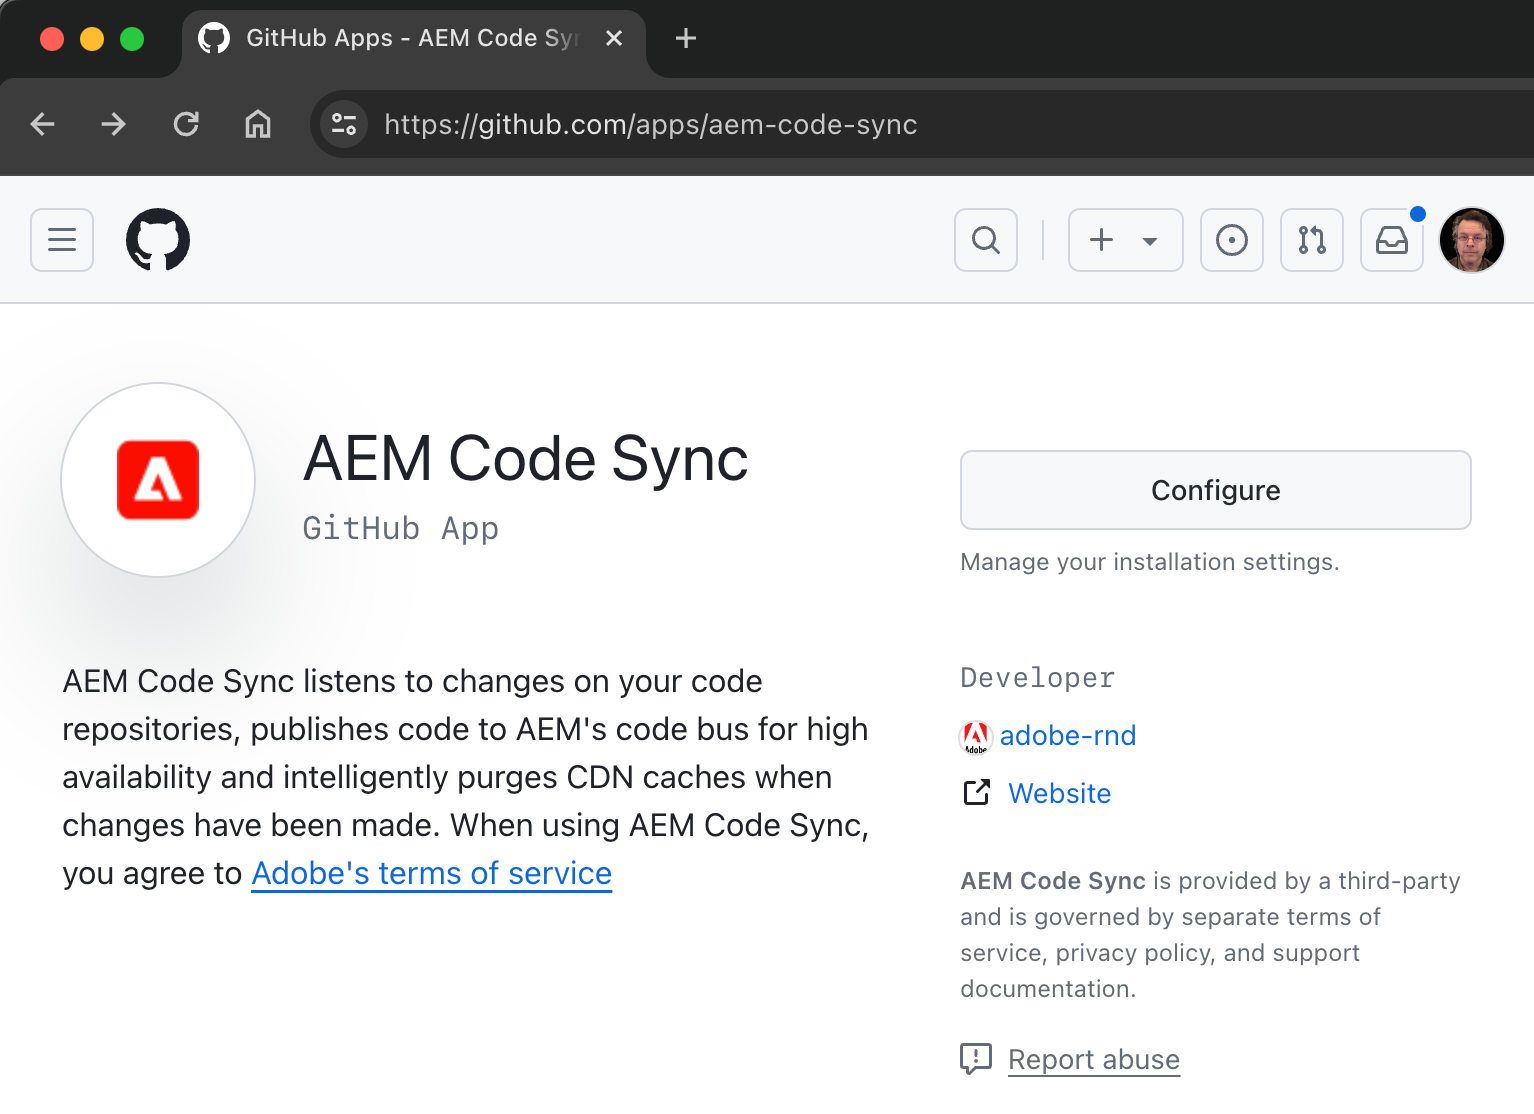 GitHub Apps - AEM Code Syn
https://github.com/apps/aem-code-sync
AEM Code Sync
GitHub App
Configure
Manage your installation settings.
AEM Code Sync listens to changes on your code
repositories, publishes code to AEM's code bus for high
availability and intelligently purges CDN caches when
changes have been made. When using AEM Code Sync,
you agree to Adobe's terms of service
Developer
Adobe
adobe-rnd
Website
AEM Code Sync is provided by a third-party
and is governed by separate terms of
service, privacy policy, and support
documentation.
Report abuse